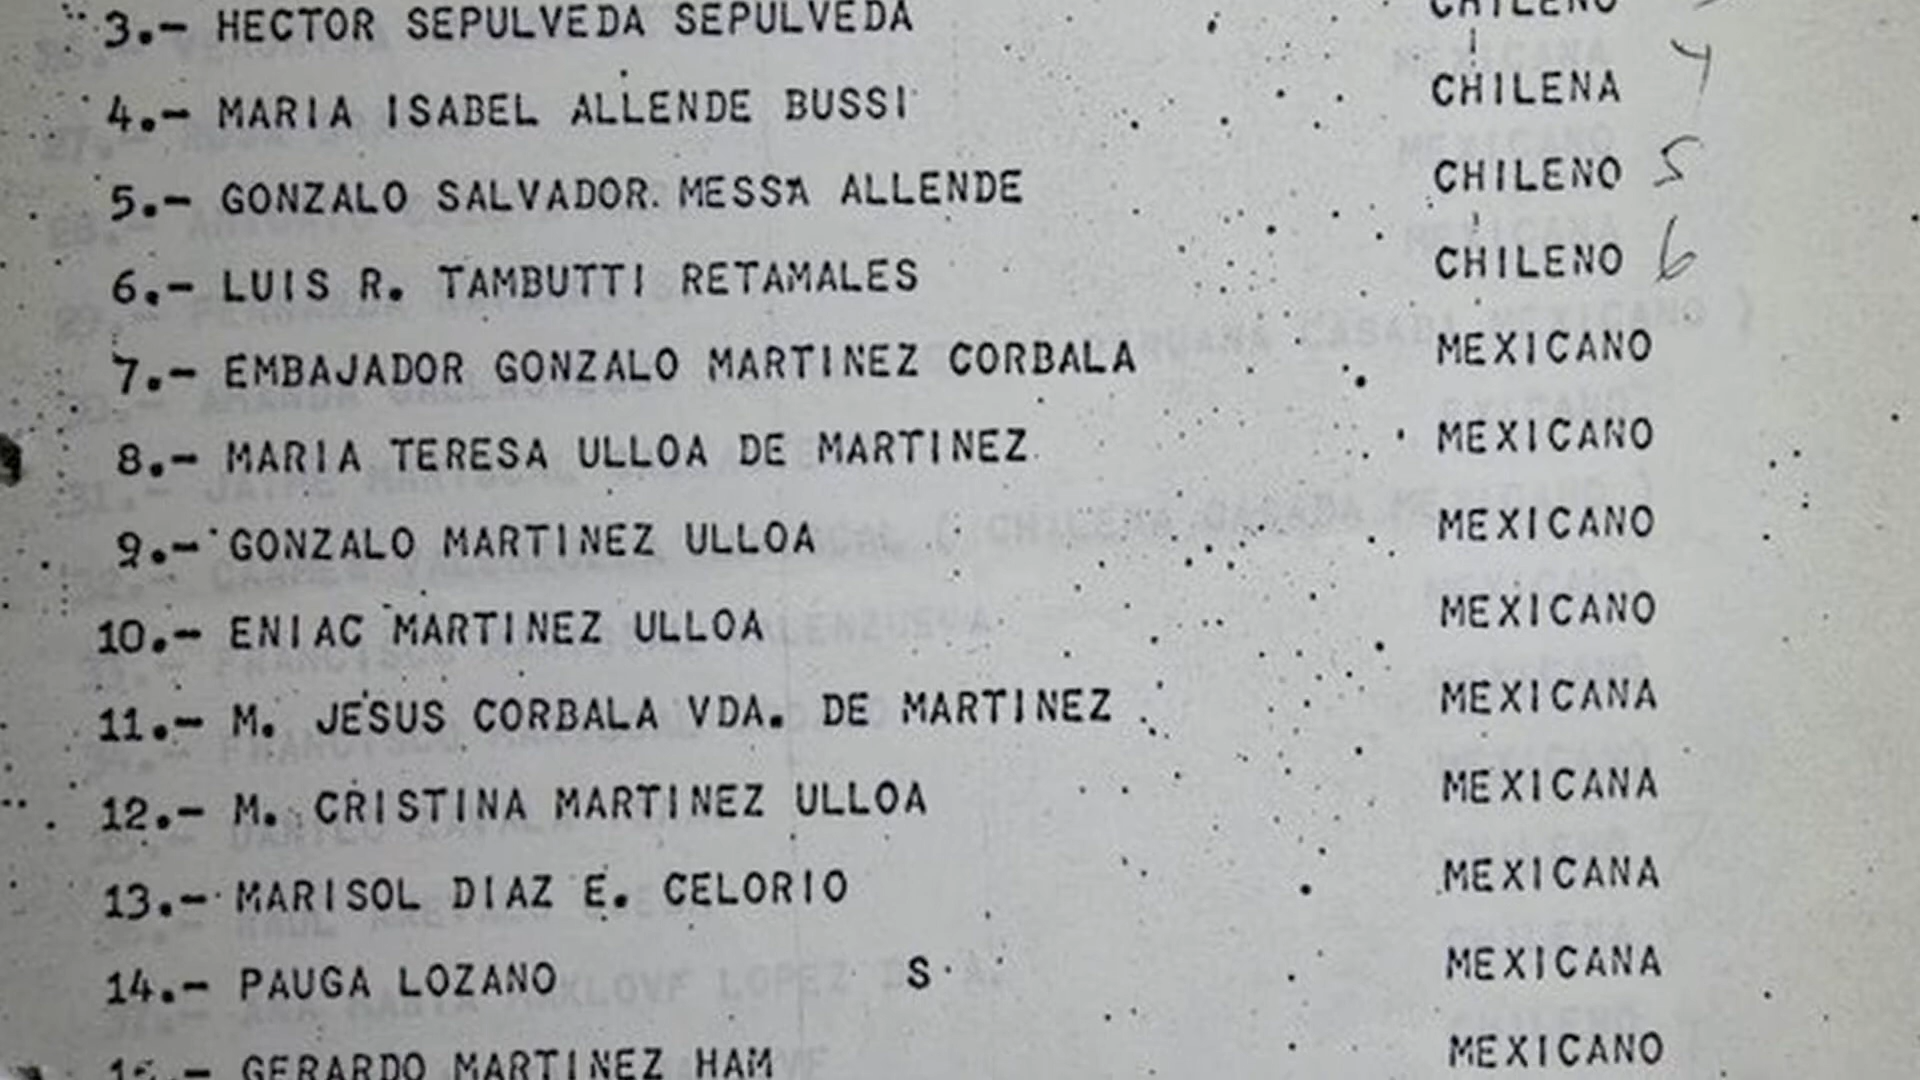 3.- HECTOR SEPULVEDA SEPULVEDA CHILENO
4.- MARIA ISABEL ALLENDE BUSSI CHILENA 4
5.- GONZALO SALVADOR. MESSA ALLENDE CHILENO 5
6.- LUIS R. TAMBUTTI RETAMALES CHILENO 6
7.- EMBAJADOR GONZALO MARTINEZ CORBALA MEXICANO
8.- MARIA TERESA ULLOA DE MARTINEZ MEXICANO
9.- GONZALO MARTINEZ ULLOA MEXICANO
10.- ENIAC MARTINEZ ULLOA MEXICANO
11.- M. JESUS CORBALA VDA. DE MARTINEZ MEXICANA
12.- M. CRISTINA MARTINEZ ULLOA MEXICANA
13.- MARISOL DIAZ E. CELORIO MEXICANA
14.- PAUGA LOZANO S MEXICANA
GERARDO MARTINEZ HAM MEXICANO